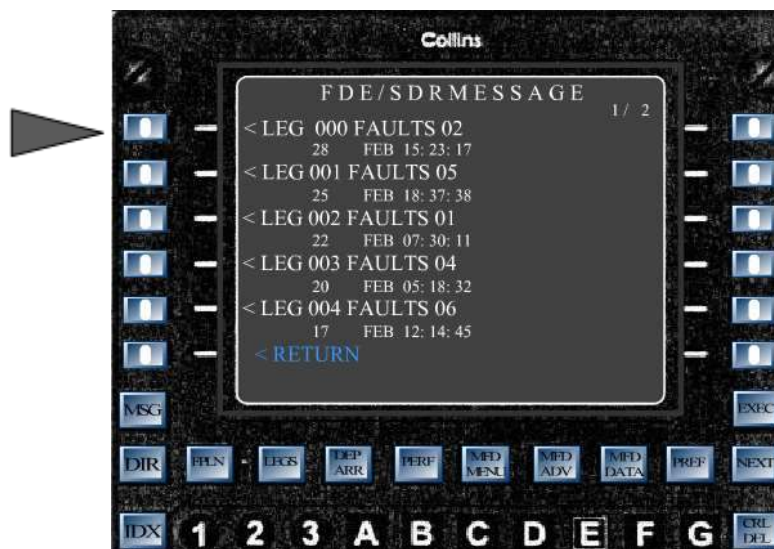 Collins
FDE/SDRMESSAGE
1/ 2
< LEG 000 FAULTS 02
28 FEB 15: 23: 17
< LEG 001 FAULTS 05
25 FEB 18: 37: 38
< LEG 002 FAULTS 01
22 FEB 07: 30: 11
< LEG 003 FAULTS 04
20 FEB 05: 18: 32
< LEG 004 FAULTS 06
17 FEB 12: 14: 45
< RETURN
MSG EXEC
DIR FPLN LEGS DEP ARR PERF MFD MENU MFD ADV MFD DATA PREF NEXT
IDX 1 2 3 A B C D E F G CRL DEL